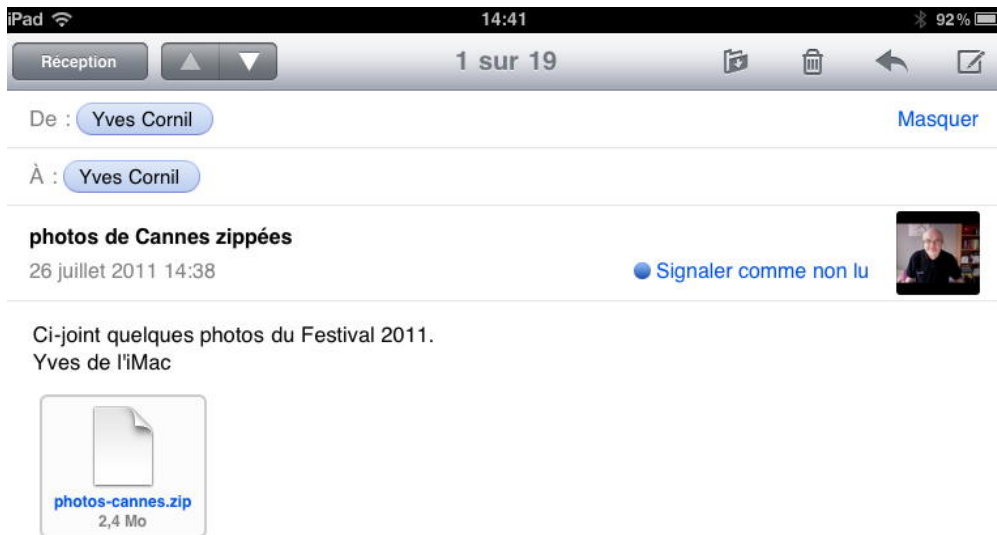 iPad 14:41 92 %
Réception 1 sur 19
De : Yves Cornil Masquer
À : Yves Cornil
photos de Cannes zippées
26 juillet 2011 14:38 Signaler comme non lu
Ci-joint quelques photos du Festival 2011.
Yves de l'iMac
photos-cannes.zip
2,4 Mo